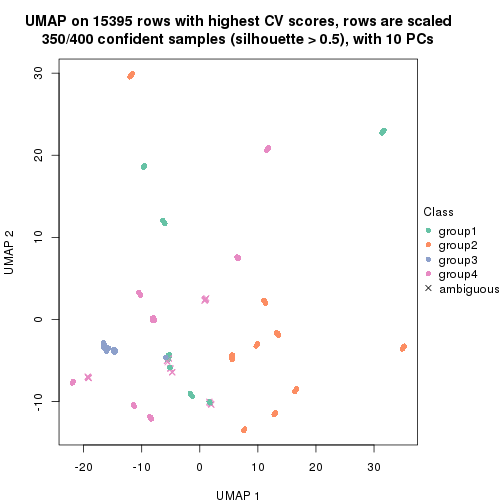 UMAP on 15395 rows with highest CV scores, rows are scaled
350/400 confident samples (silhouette > 0.5), with 10 PCs
30
20
10
0
-10
UMAP 2
-20
-10
0
10
20
30
UMAP 1
Class
group1
group2
group3
group4
ambiguous